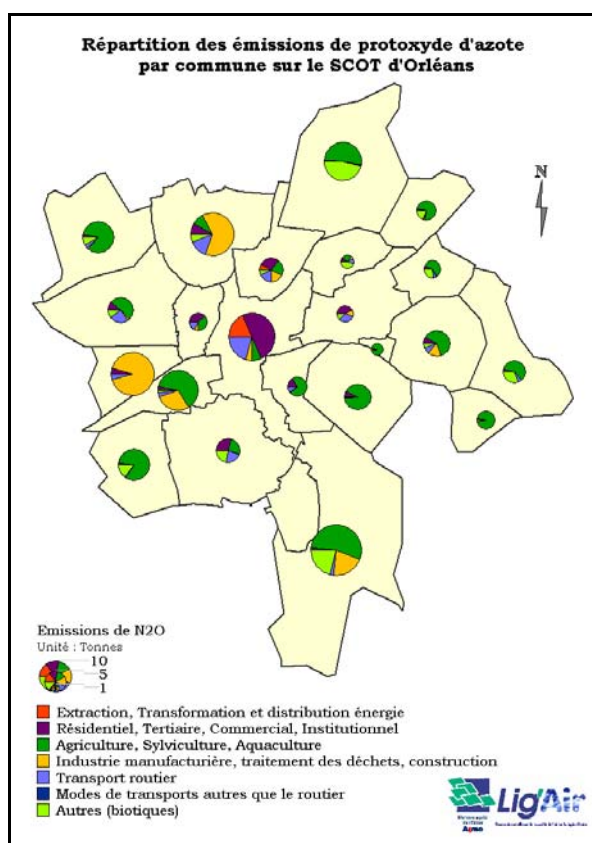 Répartition des émissions de protoxyde d'azote
par commune sur le SCOT d'Orléans
N
Emissions de N2O
Unité : Tonnes
10
5
1
Extraction, Transformation et distribution énergie
Résidentiel, Tertiaire, Commercial, Institutionnel
Agriculture, Sylviculture, Aquaculture
Industrie manufacturière, traitement des déchets, construction
Transport routier
Modes de transports autres que le routier
Autres (biotiques)
Lig'Air